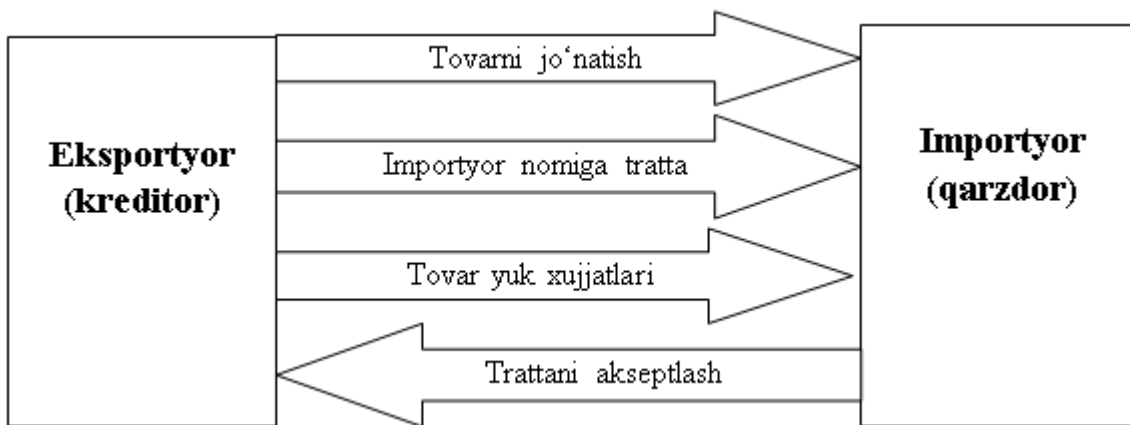 Eksportyor
(kreditor)
Tovarni jo‘natish
Importyor nomiga tratta
Tovar yuk xujjatlari
Trattani akseptlash
Importyor
(qarzdor)